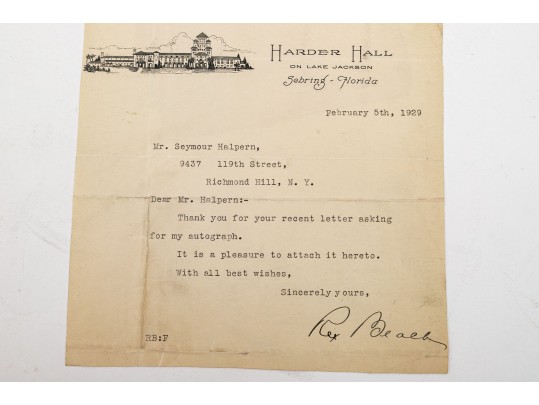 HARDER HALL
ON LAKE JACKSON
Sebring - Florida
February 5th, 1929
Mr. Seymour Halpern,
9437 119th Street,
Richmond Hill, N. Y.
Dear Mr. Halpern:-
Thank you for your recent letter asking
for my autograph.
It is a pleasure to attach it hereto.
With all best wishes,
Sincerely yours,
Rex Beach
RB:F